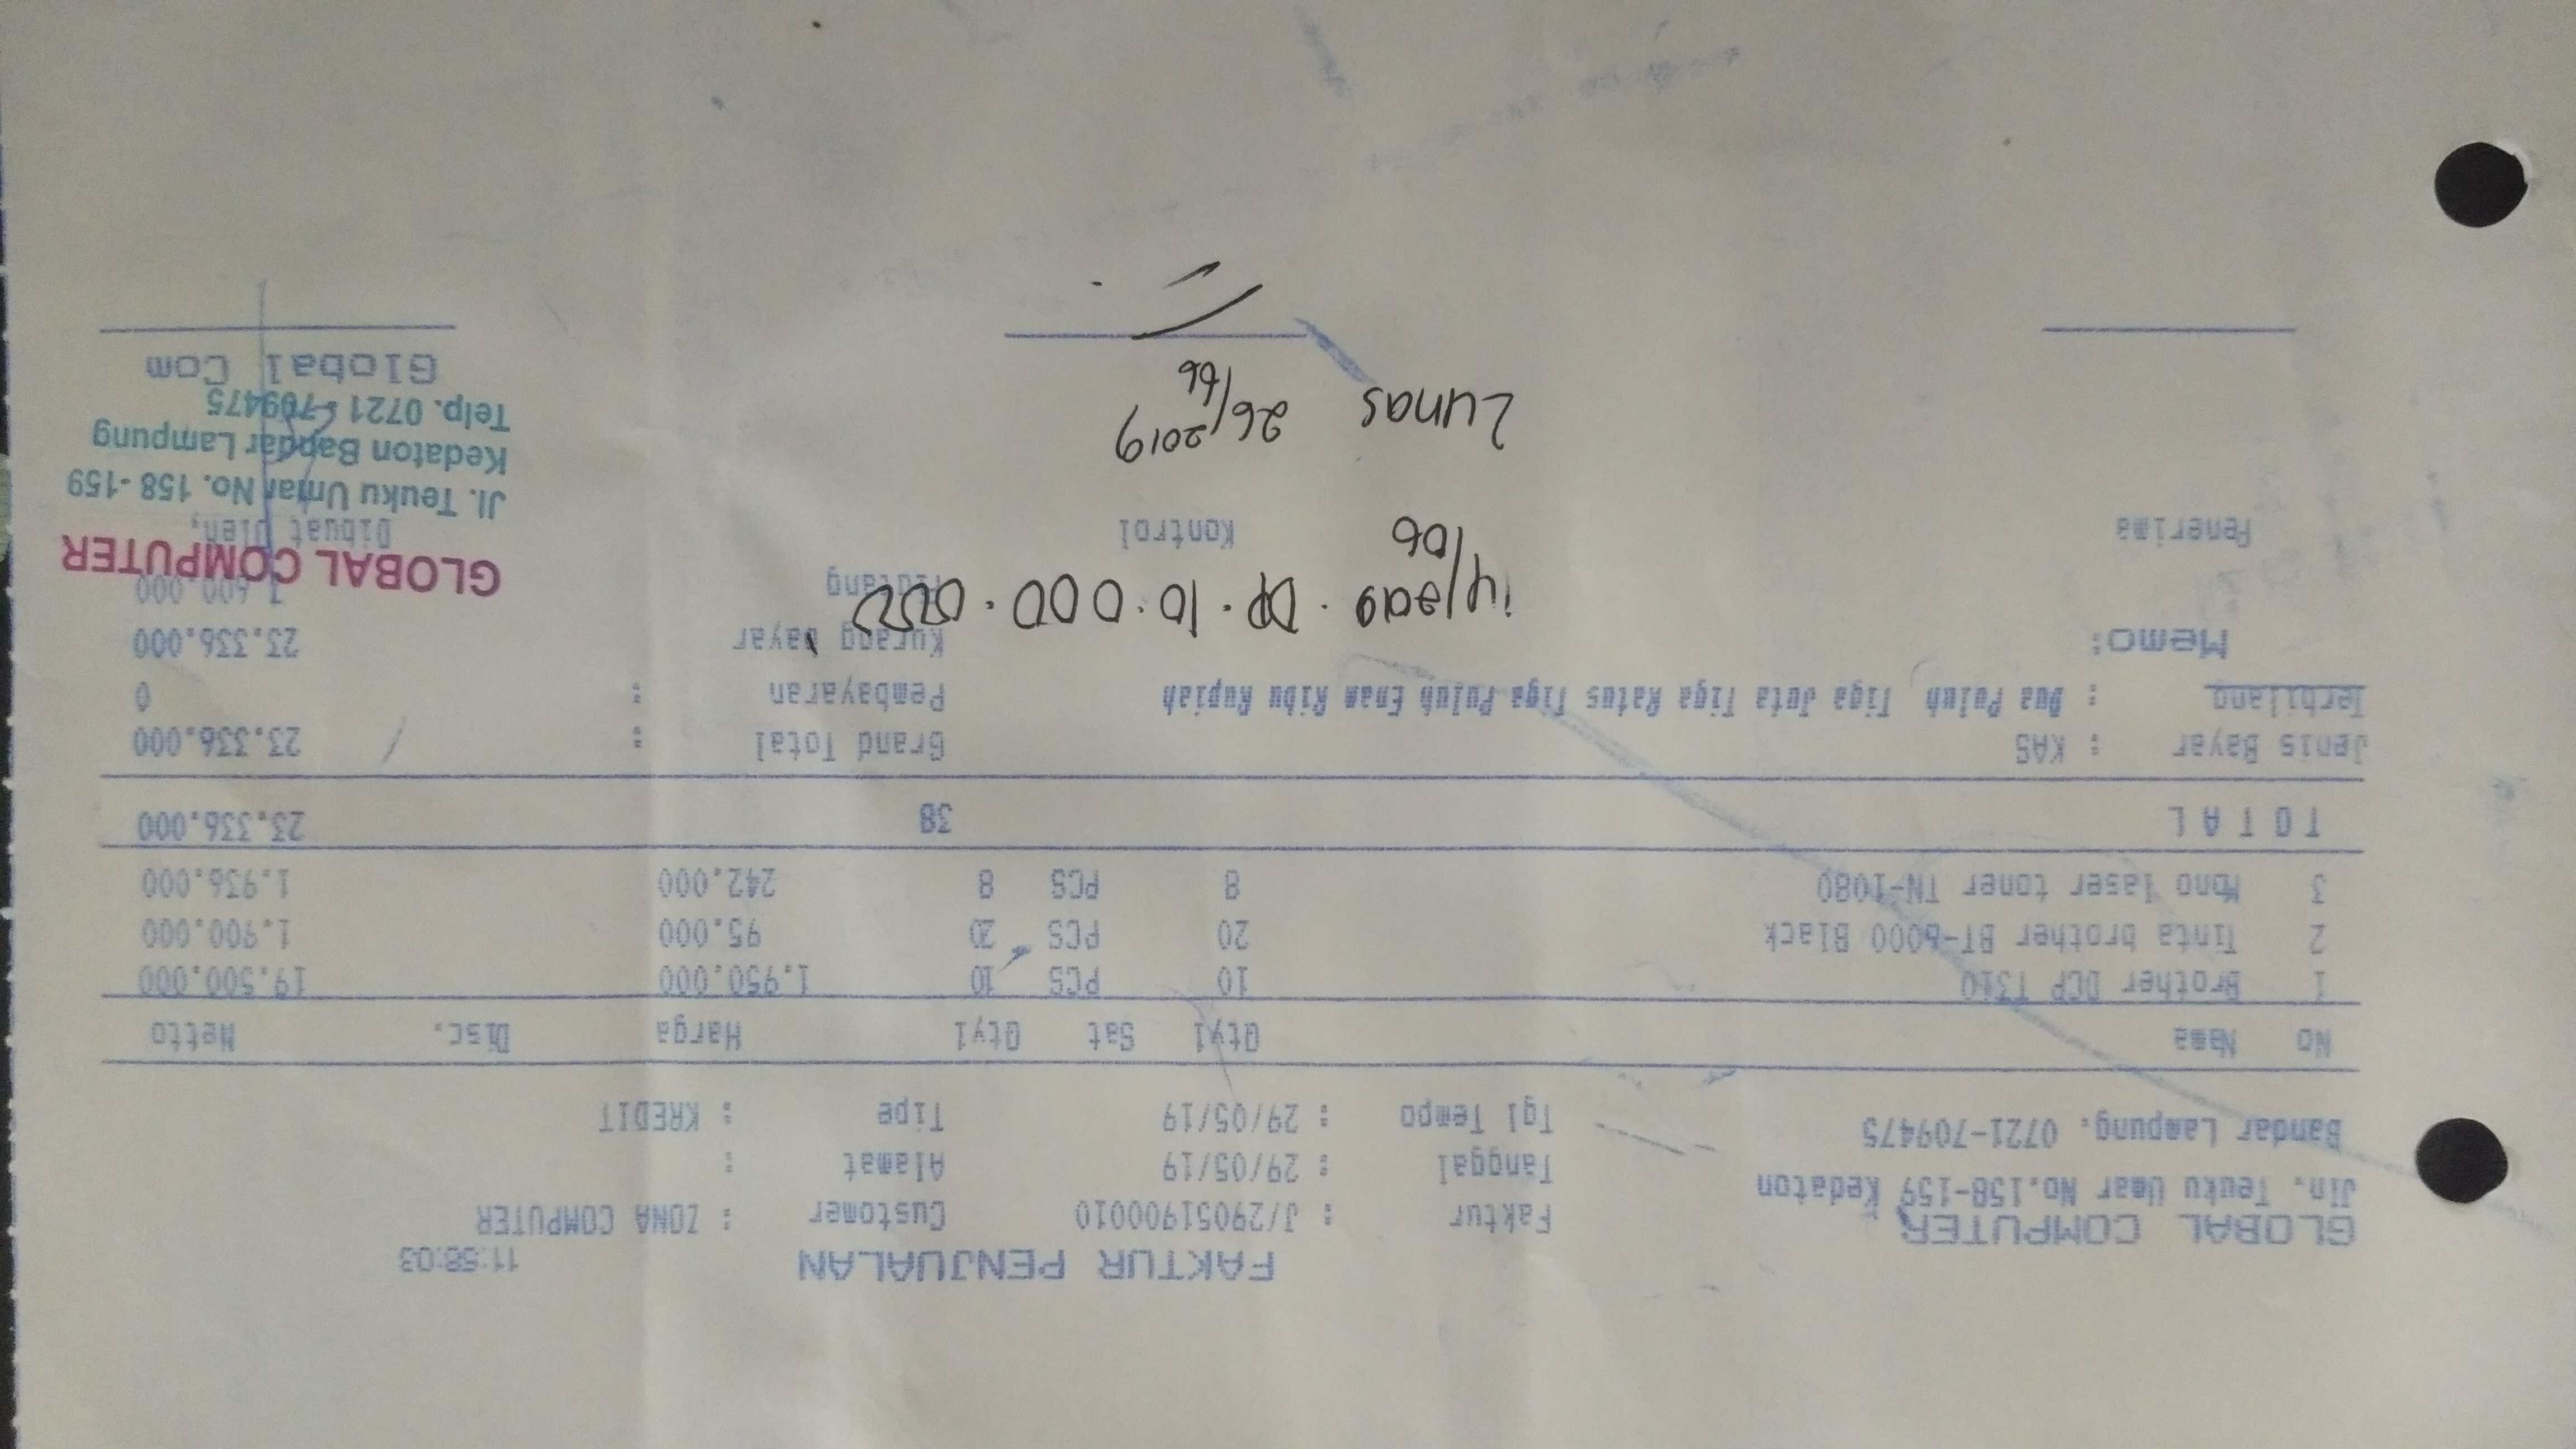 FAKTUR PENJUALAN 11:58:03
GLOBAL COMPUTER
Jln. Teuku Umar No.158-159 Kedaton
Bandar Lampung. 0721-709475
Faktur : J/29051900010
Tanggal : 29/05/19
Tgl Tempo : 29/05/19
Customer : ZONA COMPUTER
Alamat :
Tipe : KREDIT
No Nama Qty1 Sat Qty1 Harga Disc. Netto
1 Brother DCP T310 10 PCS 10 1.950.000 19.500.000
2 Tinta brother BT-6000 Black 20 PCS 20 95.000 1.900.000
3 Mono laser toner TN-1080 8 PCS 8 242.000 1.936.000
T O T A L 38 23.336.000
Jenis Bayar : KAS
Terbilang : Dua Puluh Tiga Juta Tiga Ratus Tiga Puluh Enam Ribu Rupiah
Memo:
Grand Total : 23.336.000
Pembayaran : 0
Kurang bayar 23.336.000
Piutang
14/06 2019 . DP . 10.000.000
Penerima Kontrol Dibuat Oleh,
GLOBAL COMPUTER
Jl. Teuku Umar No. 158 -159
Kedaton Bandar Lampung
Telp. 0721 - 709475
Lunas 26/06 2019
Global Com